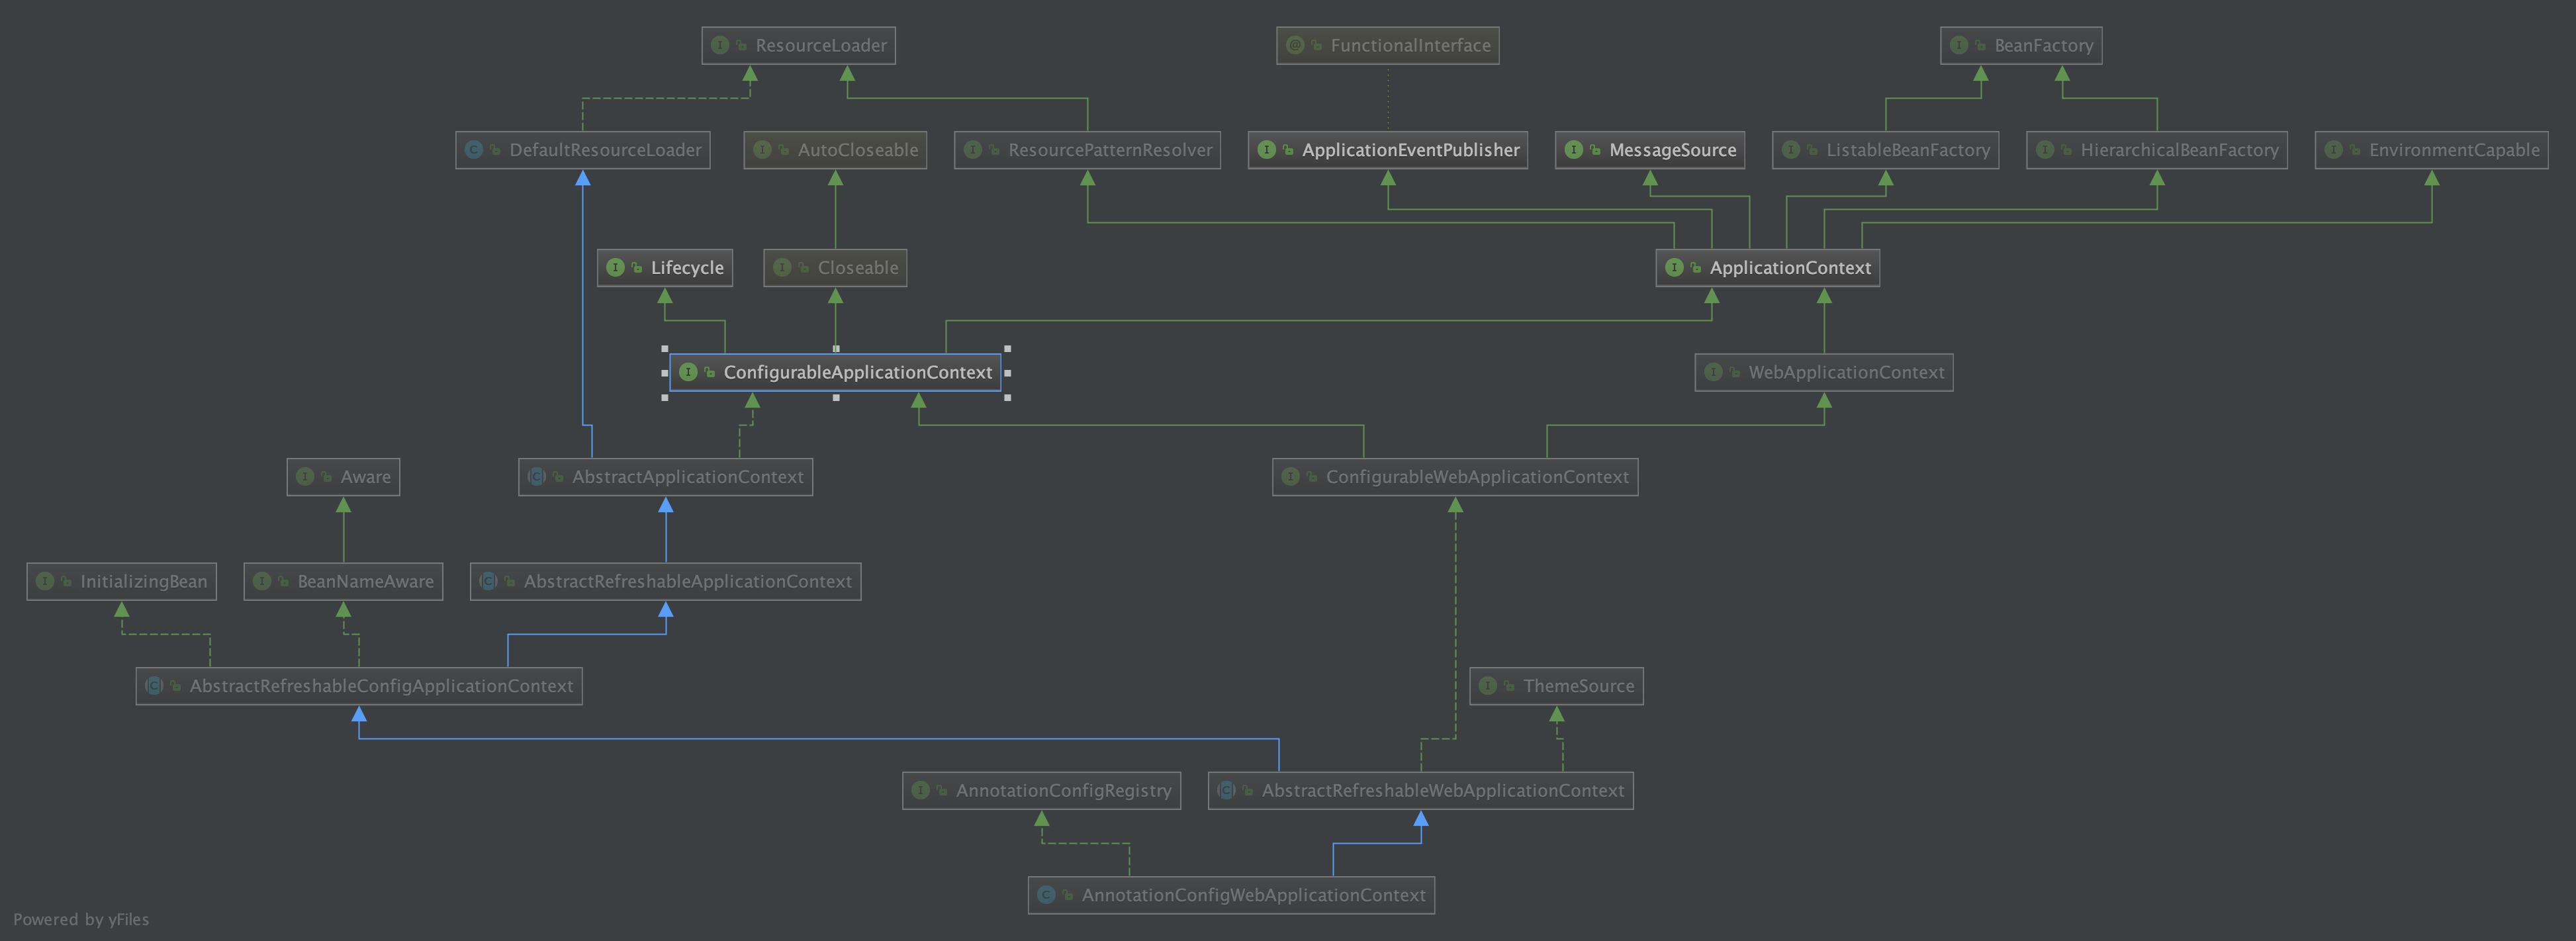 ResourceLoader
FunctionalInterface
BeanFactory
DefaultResourceLoader
AutoCloseable
ResourcePatternResolver
ApplicationEventPublisher
MessageSource
ListableBeanFactory
HierarchicalBeanFactory
EnvironmentCapable
Lifecycle
Closeable
ApplicationContext
ConfigurableApplicationContext
WebApplicationContext
Aware
AbstractApplicationContext
ConfigurableWebApplicationContext
InitializingBean
BeanNameAware
AbstractRefreshableApplicationContext
AbstractRefreshableConfigApplicationContext
ThemeSource
AnnotationConfigRegistry
AbstractRefreshableWebApplicationContext
AnnotationConfigWebApplicationContext
Powered by yFiles